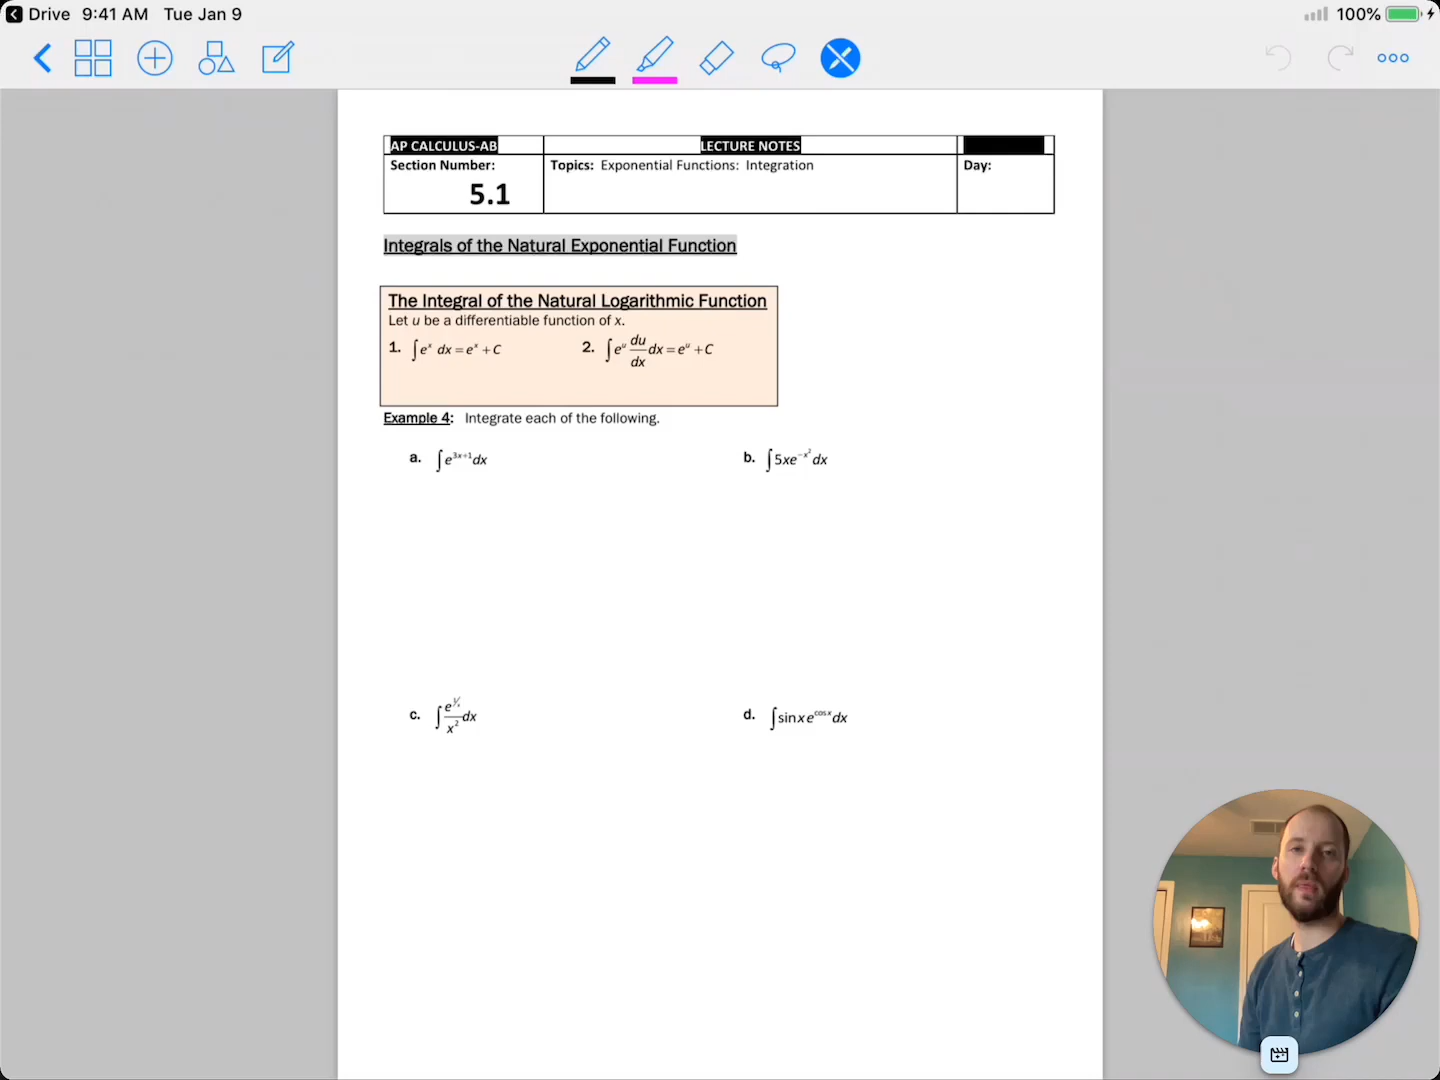 Drive 9:41 AM Tue Jan 9 100%
AP CALCULUS-AB LECTURE NOTES
Section Number: Topics: Exponential Functions: Integration Day:
5.1
Integrals of the Natural Exponential Function
The Integral of the Natural Logarithmic Function
Let u be a differentiable function of x.
1. ∫eˣ dx = eˣ + C 2. ∫eᵘ du/dx dx = eᵘ + C
Example 4: Integrate each of the following.
a. ∫e^(3x+1) dx b. ∫5xe^(-x²) dx
c. ∫e^(1/x)/x² dx d. ∫sin x e^(cos x) dx